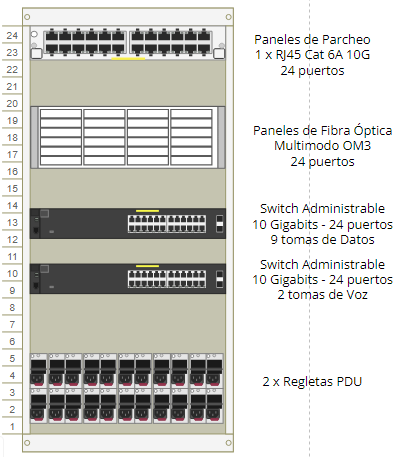 24
23
22
21
20
19
18
17
16
15
14
13
12
11
10
9
8
7
6
5
4
3
2
1
Paneles de Parcheo
1 x RJ45 Cat 6A 10G
24 puertos
Paneles de Fibra Óptica
Multimodo OM3
24 puertos
Switch Administrable
10 Gigabits - 24 puertos
9 tomas de Datos
Switch Administrable
10 Gigabits - 24 puertos
2 tomas de Voz
2 x Regletas PDU